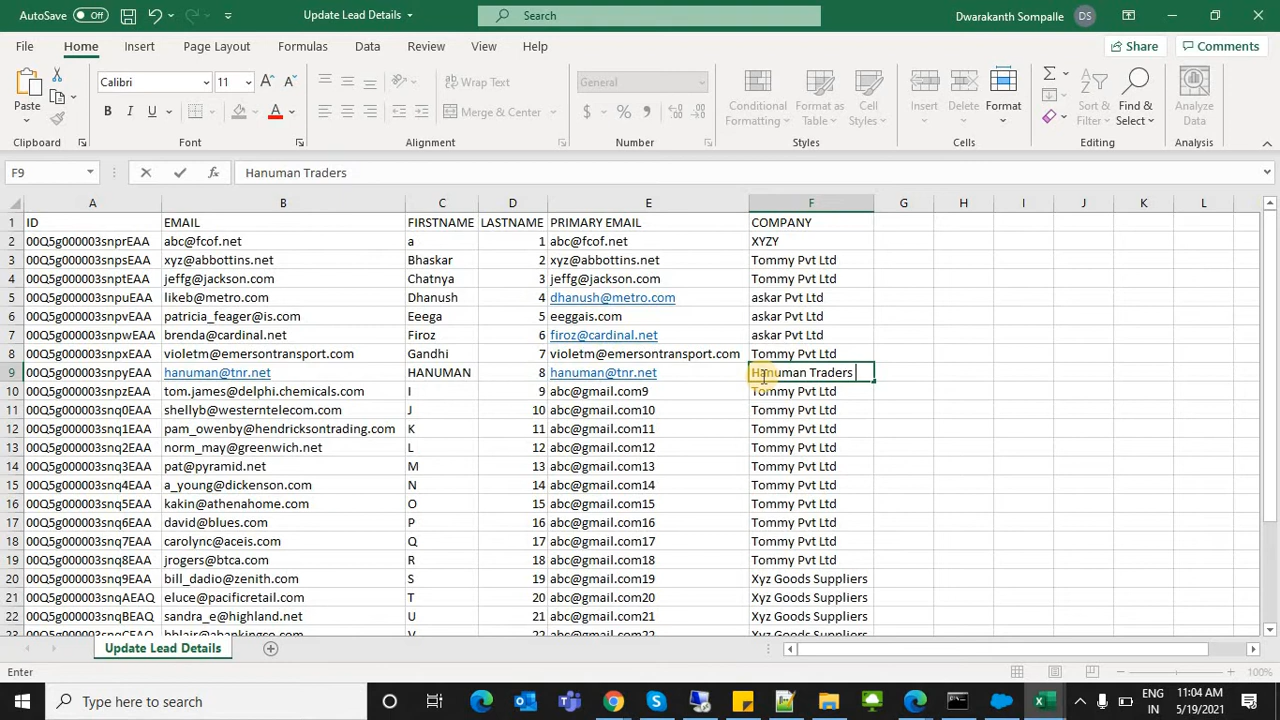 AutoSave Off Update Lead Details Search Dwarakanth Sompalle DS
File Home Insert Page Layout Formulas Data Review View Help Share Comments
Paste Calibri 11 Wrap Text General Conditional Formatting Format as Table Cell Styles Insert Delete Format Sort & Filter Find & Select Analyze Data
B I U A Merge & Center $ % 9
Clipboard Font Alignment Number Styles Cells Editing Analysis
F9 fx Hanuman Traders
A B C D E F G H I J K L
1 ID EMAIL FIRSTNAME LASTNAME PRIMARY EMAIL COMPANY
2 00Q5g000003snprEAA abc@fcof.net a 1 abc@fcof.net XYZY
3 00Q5g000003snpsEAA xyz@abbottins.net Bhaskar 2 xyz@abbottins.net Tommy Pvt Ltd
4 00Q5g000003snptEAA jeffg@jackson.com Chatnya 3 jeffg@jackson.com Tommy Pvt Ltd
5 00Q5g000003snpuEAA likeb@metro.com Dhanush 4 dhanush@metro.com askar Pvt Ltd
6 00Q5g000003snpvEAA patricia_feager@is.com Eeega 5 eeggais.com askar Pvt Ltd
7 00Q5g000003snpwEAA brenda@cardinal.net Firoz 6 firoz@cardinal.net askar Pvt Ltd
8 00Q5g000003snpxEAA violetm@emersontransport.com Gandhi 7 violetm@emersontransport.com Tommy Pvt Ltd
9 00Q5g000003snpyEAA hanuman@tnr.net HANUMAN 8 hanuman@tnr.net Hanuman Traders
10 00Q5g000003snpzEAA tom.james@delphi.chemicals.com I 9 abc@gmail.com9 Tommy Pvt Ltd
11 00Q5g000003snq0EAA shellyb@westerntelecom.com J 10 abc@gmail.com10 Tommy Pvt Ltd
12 00Q5g000003snq1EAA pam_owenby@hendricksontrading.com K 11 abc@gmail.com11 Tommy Pvt Ltd
13 00Q5g000003snq2EAA norm_may@greenwich.net L 12 abc@gmail.com12 Tommy Pvt Ltd
14 00Q5g000003snq3EAA pat@pyramid.net M 13 abc@gmail.com13 Tommy Pvt Ltd
15 00Q5g000003snq4EAA a_young@dickenson.com N 14 abc@gmail.com14 Tommy Pvt Ltd
16 00Q5g000003snq5EAA kakin@athenahome.com O 15 abc@gmail.com15 Tommy Pvt Ltd
17 00Q5g000003snq6EAA david@blues.com P 16 abc@gmail.com16 Tommy Pvt Ltd
18 00Q5g000003snq7EAA carolync@aceis.com Q 17 abc@gmail.com17 Tommy Pvt Ltd
19 00Q5g000003snq8EAA jrogers@btca.com R 18 abc@gmail.com18 Tommy Pvt Ltd
20 00Q5g000003snq9EAA bill_dadio@zenith.com S 19 abc@gmail.com19 Xyz Goods Suppliers
21 00Q5g000003snqAEAQ eluce@pacificretail.com T 20 abc@gmail.com20 Xyz Goods Suppliers
22 00Q5g000003snqBEAQ sandra_e@highland.net U 21 abc@gmail.com21 Xyz Goods Suppliers
23 00Q5g000003snqCEAQ bblair@abankingco.com V 22 abc@gmail.com22 Xyz Goods Suppliers
Update Lead Details
Enter 100%
Type here to search ENG 11:04 AM
IN 5/19/2021